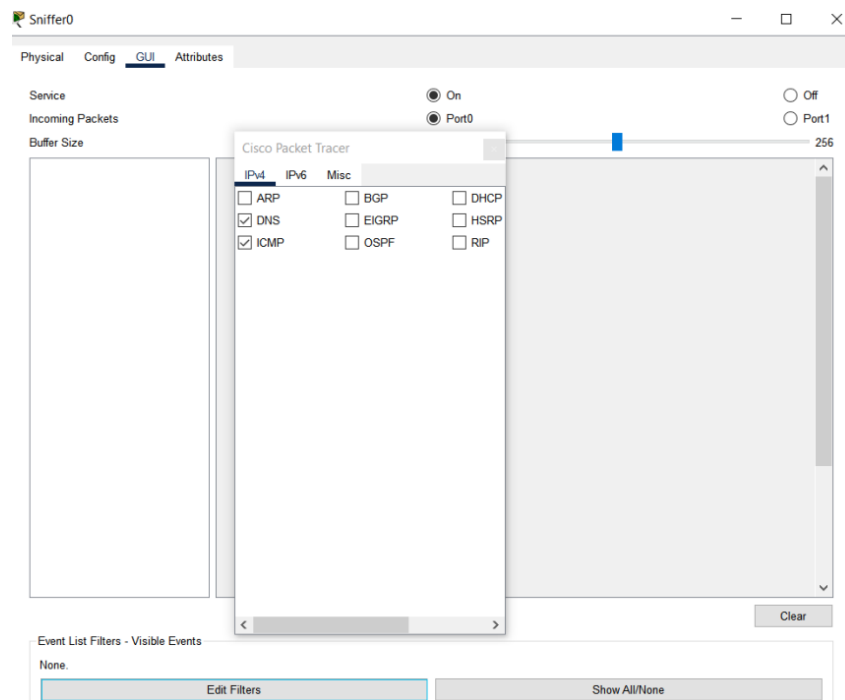 Sniffer0
Physical Config GUI Attributes
Service On Off
Incoming Packets Port0 Port1
Buffer Size 256
Cisco Packet Tracer
IPv4 IPv6 Misc
ARP BGP DHCP
DNS EIGRP HSRP
ICMP OSPF RIP
Clear
Event List Filters - Visible Events
None.
Edit Filters Show All/None